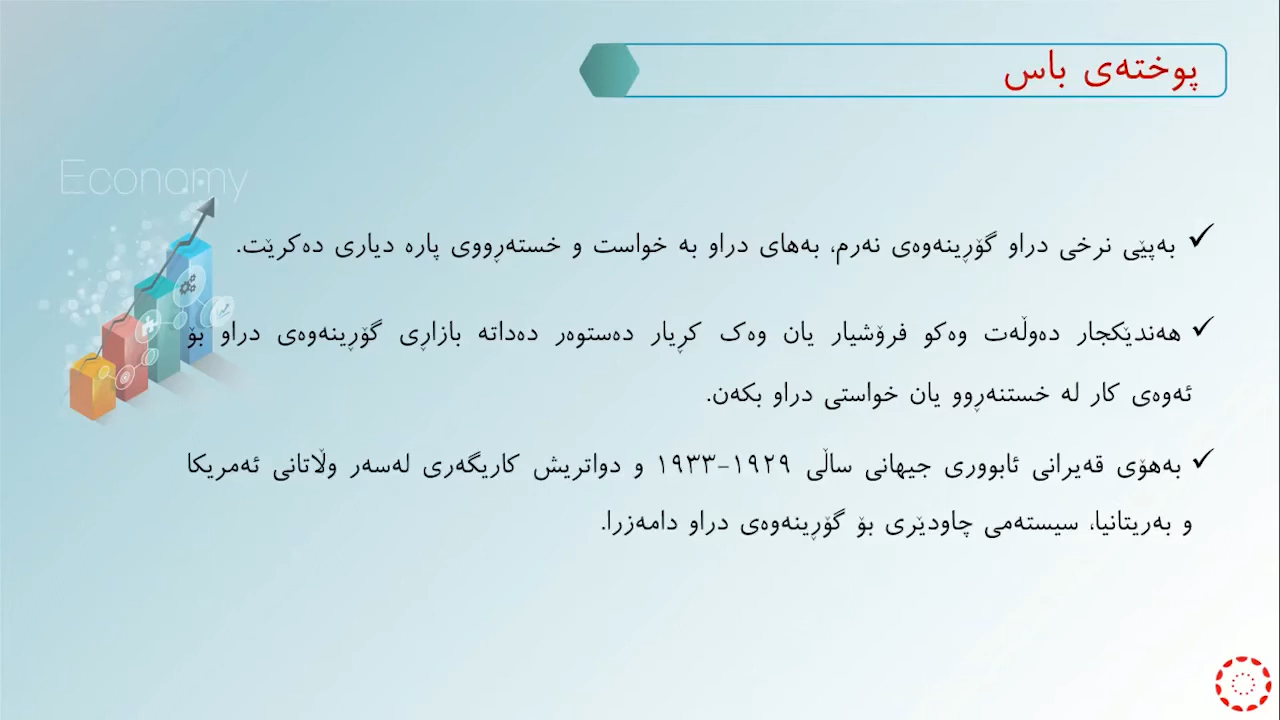 پوختەی باس
Economy
بەپێی نرخی دراو گۆڕینەوەی نەرم، بەهای دراو بە خواست و خستەڕووی پارە دیاری دەکرێت.
هەندێکجار دەوڵەت وەکو فرۆشیار یان وەک کڕیار دەستوەر دەداتە بازاڕی گۆڕینەوەی دراو بۆ
ئەوەی کار لە خستنەڕوو یان خواستی دراو بکەن.
بەهۆی قەیرانی ئابووری جیهانی ساڵی ١٩٢٩-١٩٣٣ و دواتریش کاریگەری لەسەر وڵاتانی ئەمریکا
و بەریتانیا، سیستەمی چاودێری بۆ گۆڕینەوەی دراو دامەزرا.